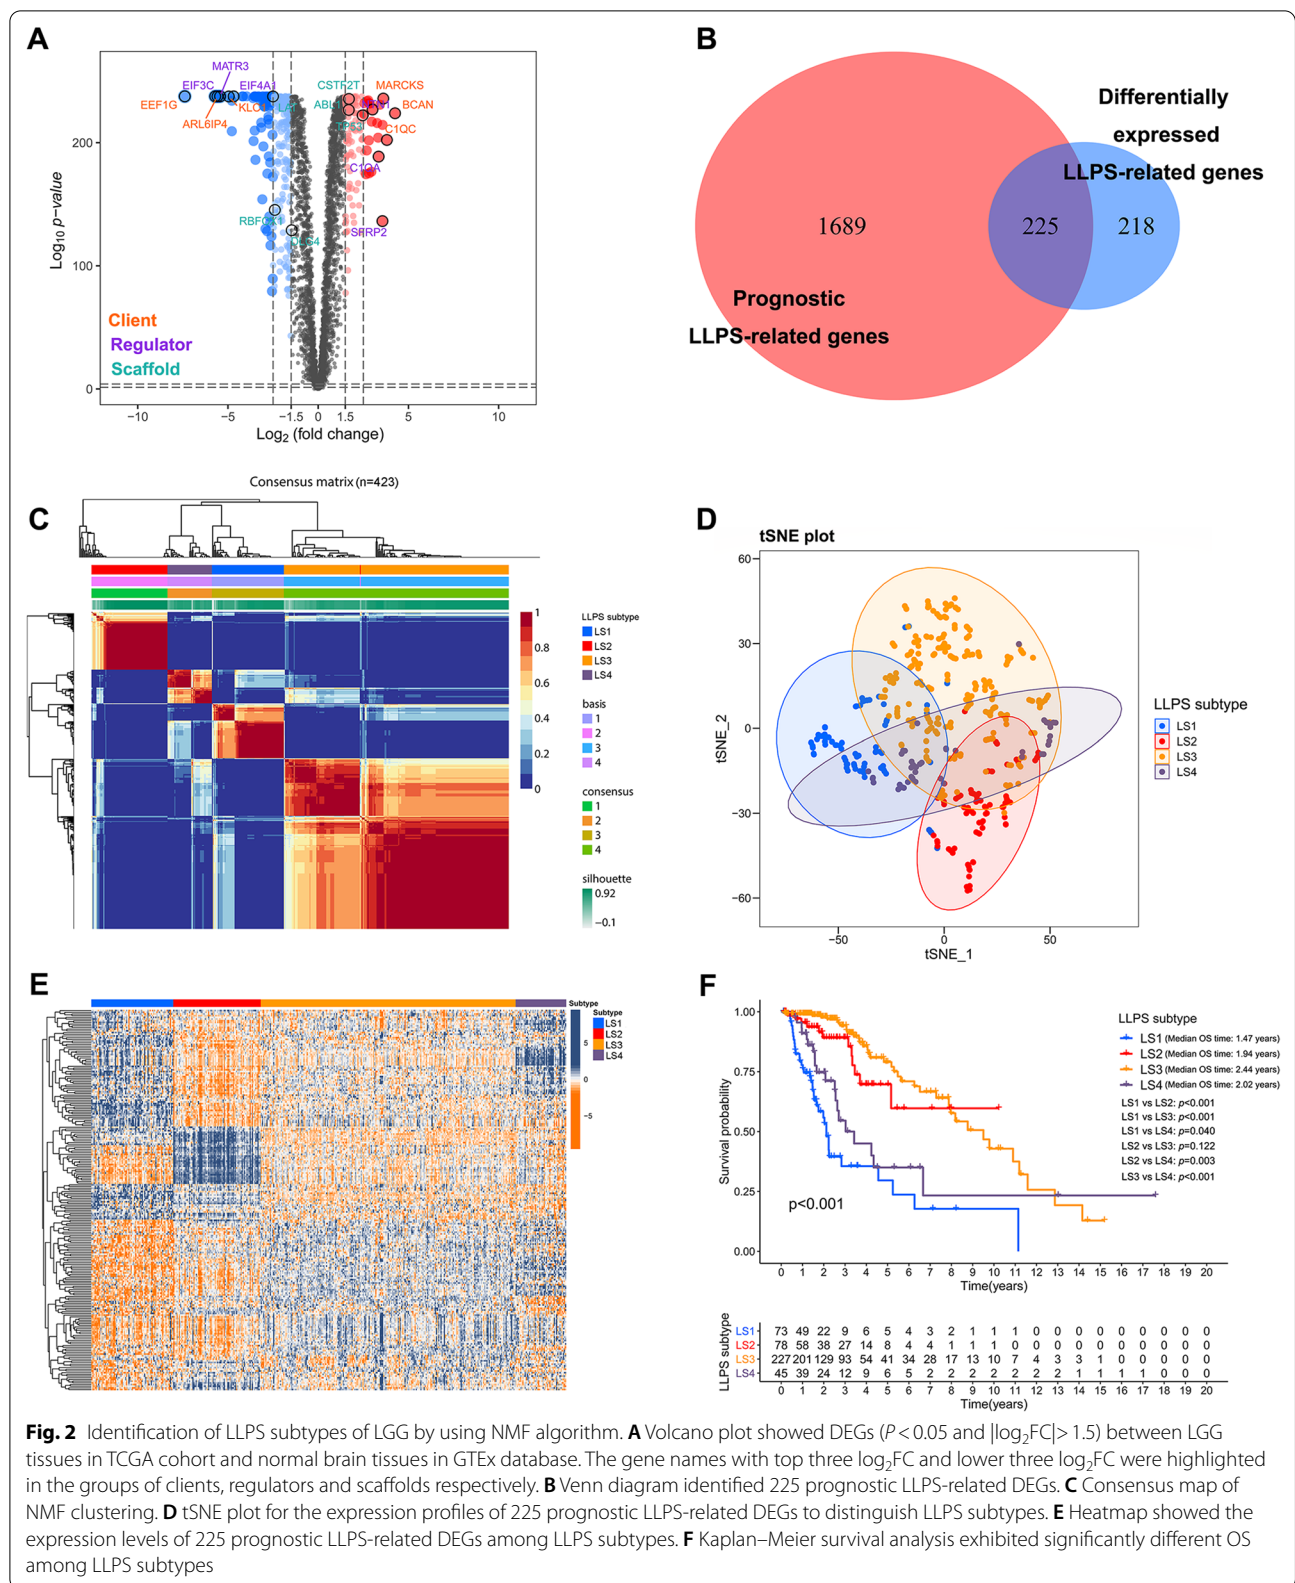 A
MATR3
EIF3C
EIF4A1
CSTF2T
MARCKS
EEF1G
KLC1
ABL1
BCAN
ARL6IP4
C1QC
C1QA
RBFOX1
DLG4
SFRP2
200
100
0
Log10 p−value
Client
Regulator
Scaffold
−10
−5
−1.5
0
1.5
5
10
Log2 (fold change)
B
Differentially
expressed
LLPS-related genes
1689
225
218
Prognostic
LLPS-related genes
C
Consensus matrix (n=423)
1
0.8
0.6
0.4
0.2
0
LLPS subtype
LS1
LS2
LS3
LS4
basis
1
2
3
4
consensus
1
2
3
4
silhouette
0.92
−0.1
D
tSNE plot
60
30
0
−30
−60
tSNE_2
−50
0
50
tSNE_1
LLPS subtype
LS1
LS2
LS3
LS4
E
Subtype
5
0
−5
Subtype
LS1
LS2
LS3
LS4
F
1.00
0.75
0.50
0.25
0.00
Survival probability
p<0.001
LLPS subtype
LS1 (Median OS time: 1.47 years)
LS2 (Median OS time: 1.94 years)
LS3 (Median OS time: 2.44 years)
LS4 (Median OS time: 2.02 years)
LS1 vs LS2: p<0.001
LS1 vs LS3: p<0.001
LS1 vs LS4: p=0.040
LS2 vs LS3: p=0.122
LS2 vs LS4: p=0.003
LS3 vs LS4: p<0.001
0 1 2 3 4 5 6 7 8 9 10 11 12 13 14 15 16 17 18 19 20
Time(years)
LLPS subtype
LS1 73 49 22 9 6 5 4 3 2 1 1 1 0 0 0 0 0 0 0 0 0
LS2 78 58 38 27 14 8 4 4 1 1 1 0 0 0 0 0 0 0 0 0 0
LS3 227 201 129 93 54 41 34 28 17 13 10 7 4 3 3 1 0 0 0 0 0
LS4 45 39 24 12 9 6 5 2 2 2 2 2 2 2 1 1 1 1 0 0 0
0 1 2 3 4 5 6 7 8 9 10 11 12 13 14 15 16 17 18 19 20
Time(years)
Fig. 2 Identification of LLPS subtypes of LGG by using NMF algorithm. A Volcano plot showed DEGs (P < 0.05 and |log2FC| > 1.5) between LGG
tissues in TCGA cohort and normal brain tissues in GTEx database. The gene names with top three log2FC and lower three log2FC were highlighted
in the groups of clients, regulators and scaffolds respectively. B Venn diagram identified 225 prognostic LLPS-related DEGs. C Consensus map of
NMF clustering. D tSNE plot for the expression profiles of 225 prognostic LLPS-related DEGs to distinguish LLPS subtypes. E Heatmap showed the
expression levels of 225 prognostic LLPS-related DEGs among LLPS subtypes. F Kaplan–Meier survival analysis exhibited significantly different OS
among LLPS subtypes